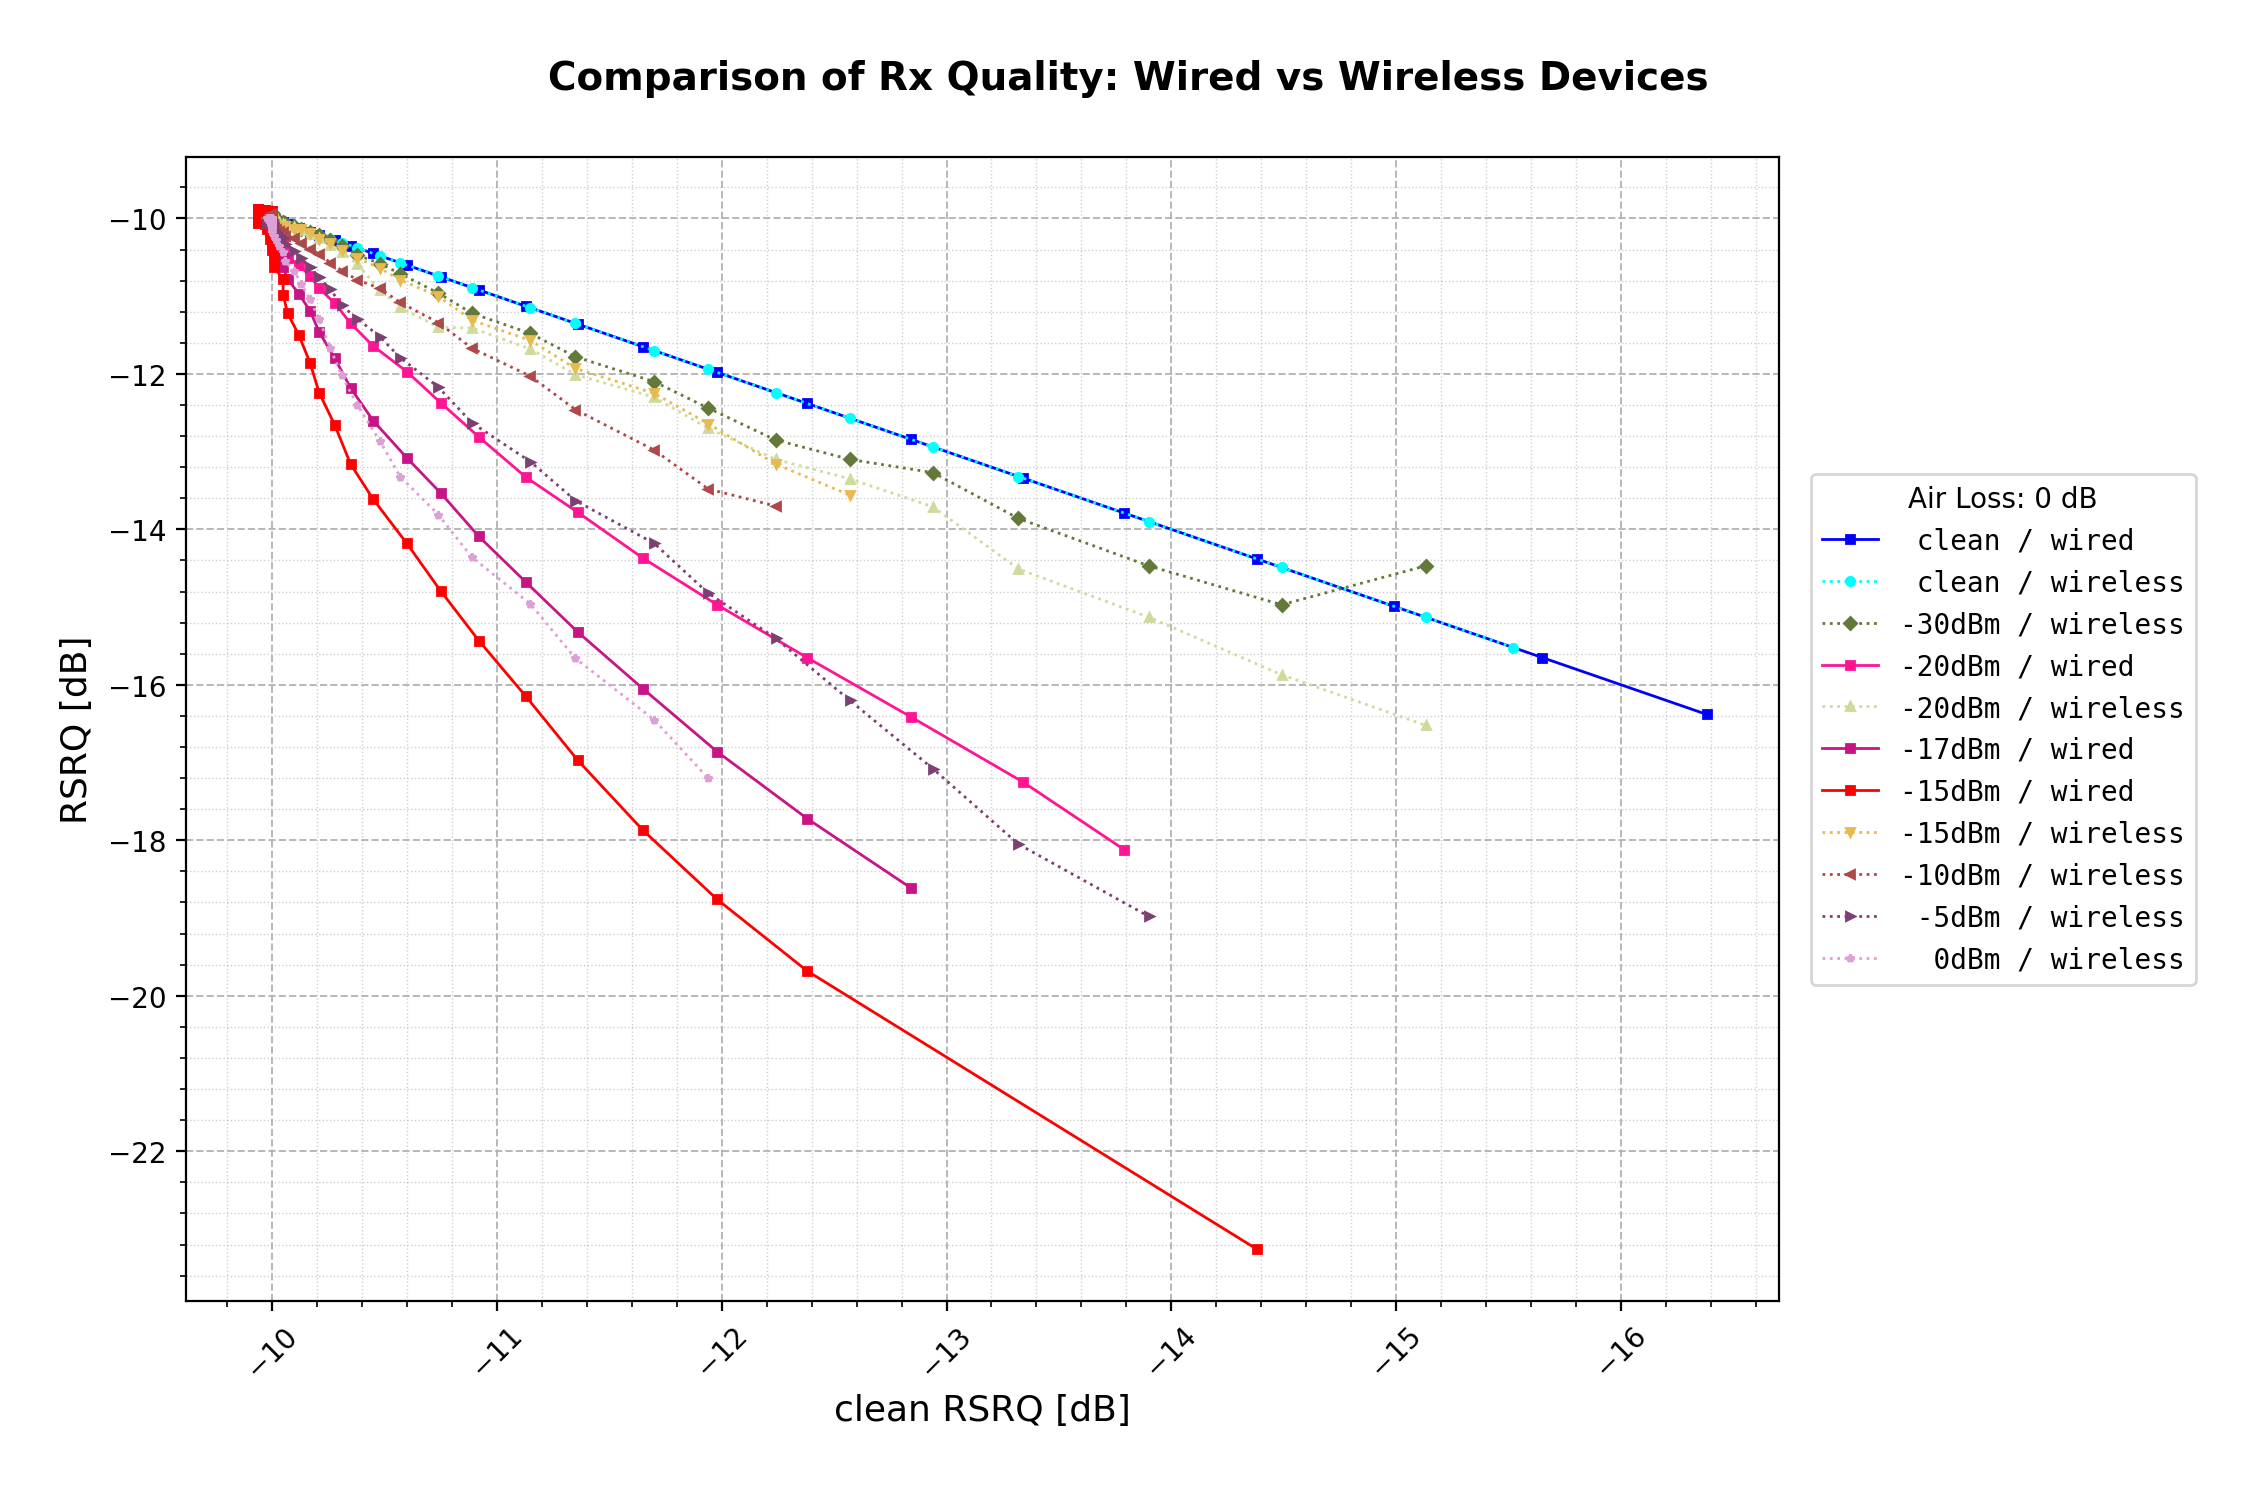 Comparison of Rx Quality: Wired vs Wireless Devices
RSRQ [dB]
−10
−12
−14
−16
−18
−20
−22
−10
−11
−12
−13
−14
−15
−16
clean RSRQ [dB]
Air Loss: 0 dB
clean / wired
clean / wireless
-30dBm / wireless
-20dBm / wired
-20dBm / wireless
-17dBm / wired
-15dBm / wired
-15dBm / wireless
-10dBm / wireless
-5dBm / wireless
0dBm / wireless